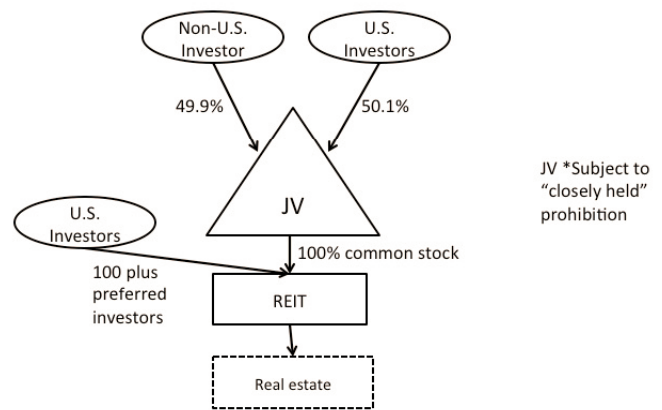 Non-U.S.
Investor
U.S.
Investors
49.9%
50.1%
JV
JV *Subject to
“closely held”
prohibition
U.S.
Investors
100% common stock
100 plus
preferred
investors
REIT
Real estate